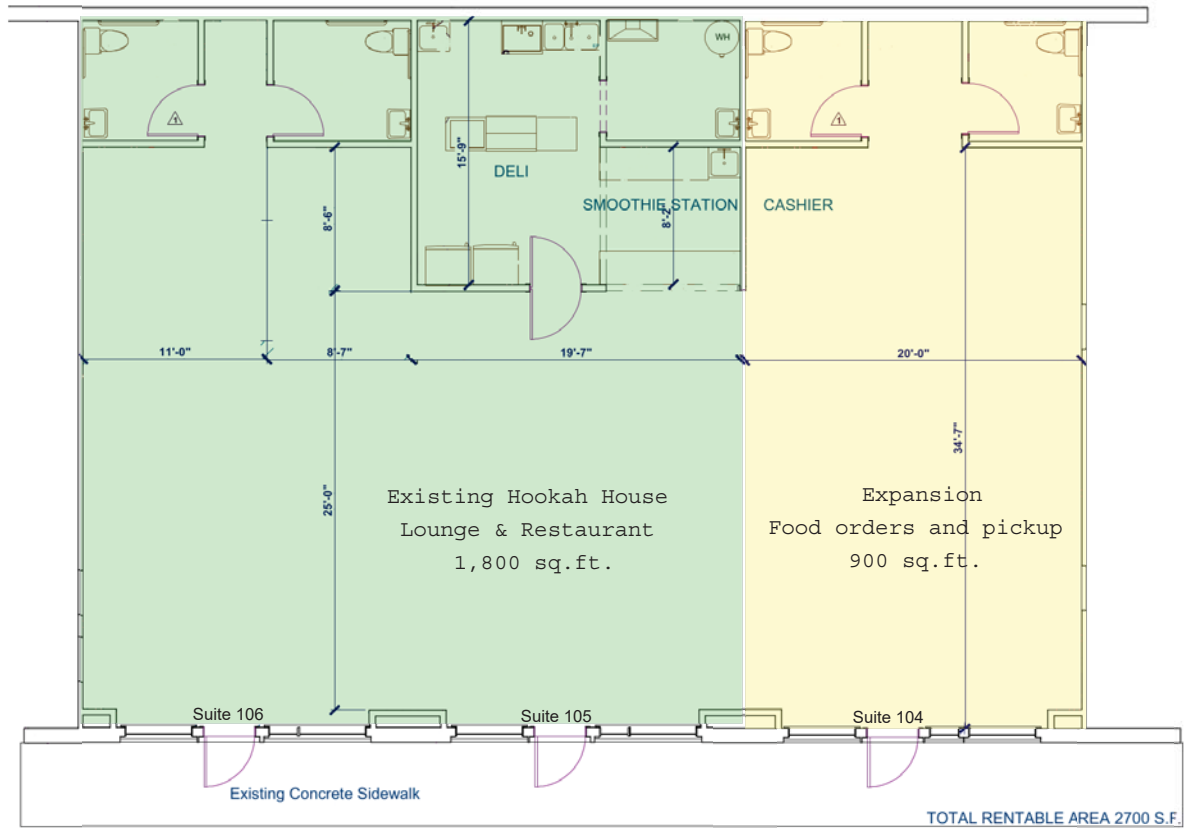 WH
1
1
15'-9"
DELI
SMOOTHIE STATION
CASHIER
8'-6"
8'-2"
11'-0"
8'-7"
19'-7"
20'-0"
34'-7"
25'-0"
Existing Hookah House
Lounge & Restaurant
1,800 sq.ft.
Expansion
Food orders and pickup
900 sq.ft.
Suite 106
Suite 105
Suite 104
Existing Concrete Sidewalk
TOTAL RENTABLE AREA 2700 S.F.